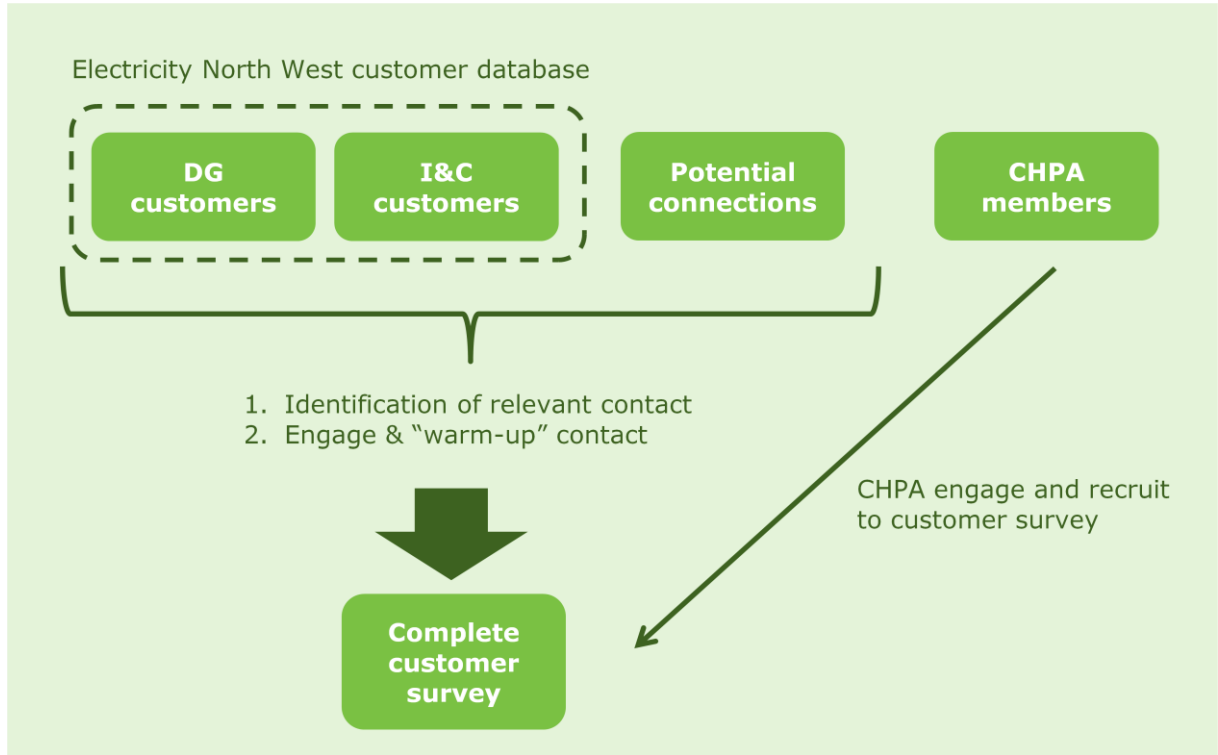 Electricity North West customer database
DG
customers
I&C
customers
Potential
connections
CHPA
members
1. Identification of relevant contact
2. Engage & “warm-up” contact
CHPA engage and recruit
to customer survey
Complete
customer
survey